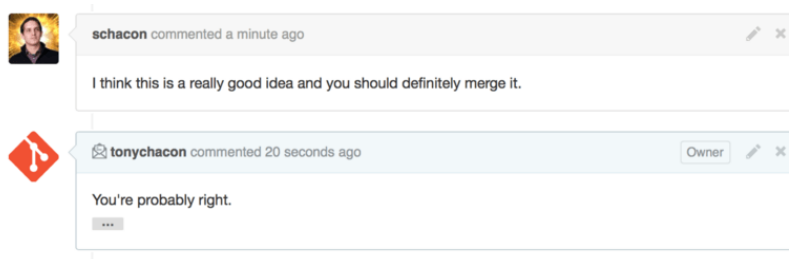 schacon commented a minute ago
I think this is a really good idea and you should definitely merge it.
tonychacon commented 20 seconds ago Owner
You're probably right.
...